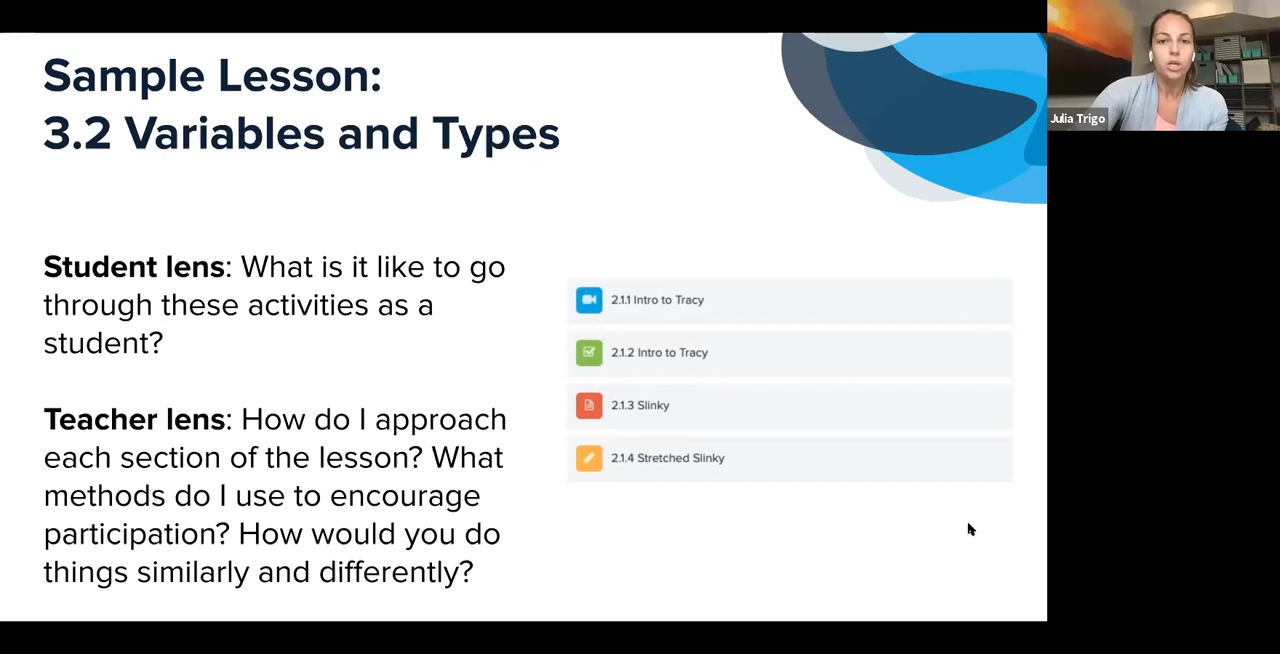 Sample Lesson:
3.2 Variables and Types
Student lens: What is it like to go
through these activities as a
student?
Teacher lens: How do I approach
each section of the lesson? What
methods do I use to encourage
participation? How would you do
things similarly and differently?
2.1.1 Intro to Tracy
2.1.2 Intro to Tracy
2.1.3 Slinky
2.1.4 Stretched Slinky
Julia Trigo